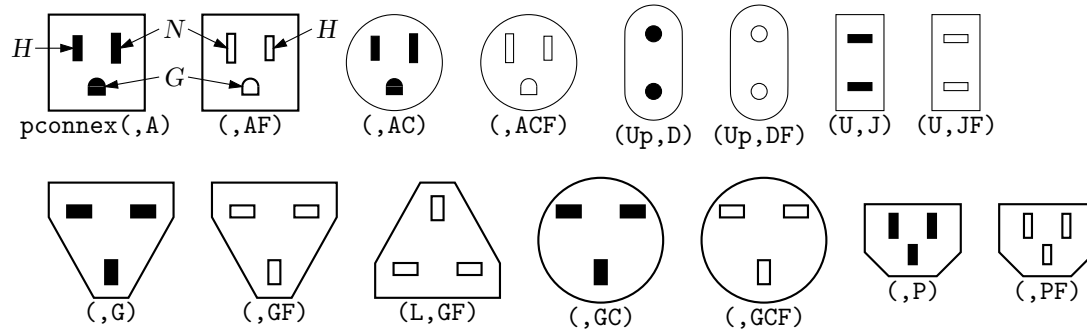 H N H
G
pconnex(,A) (,AF) (,AC) (,ACF) (Up,D) (Up,DF) (U,J) (U,JF)
(,G) (,GF) (L,GF) (,GC) (,GCF) (,P) (,PF)